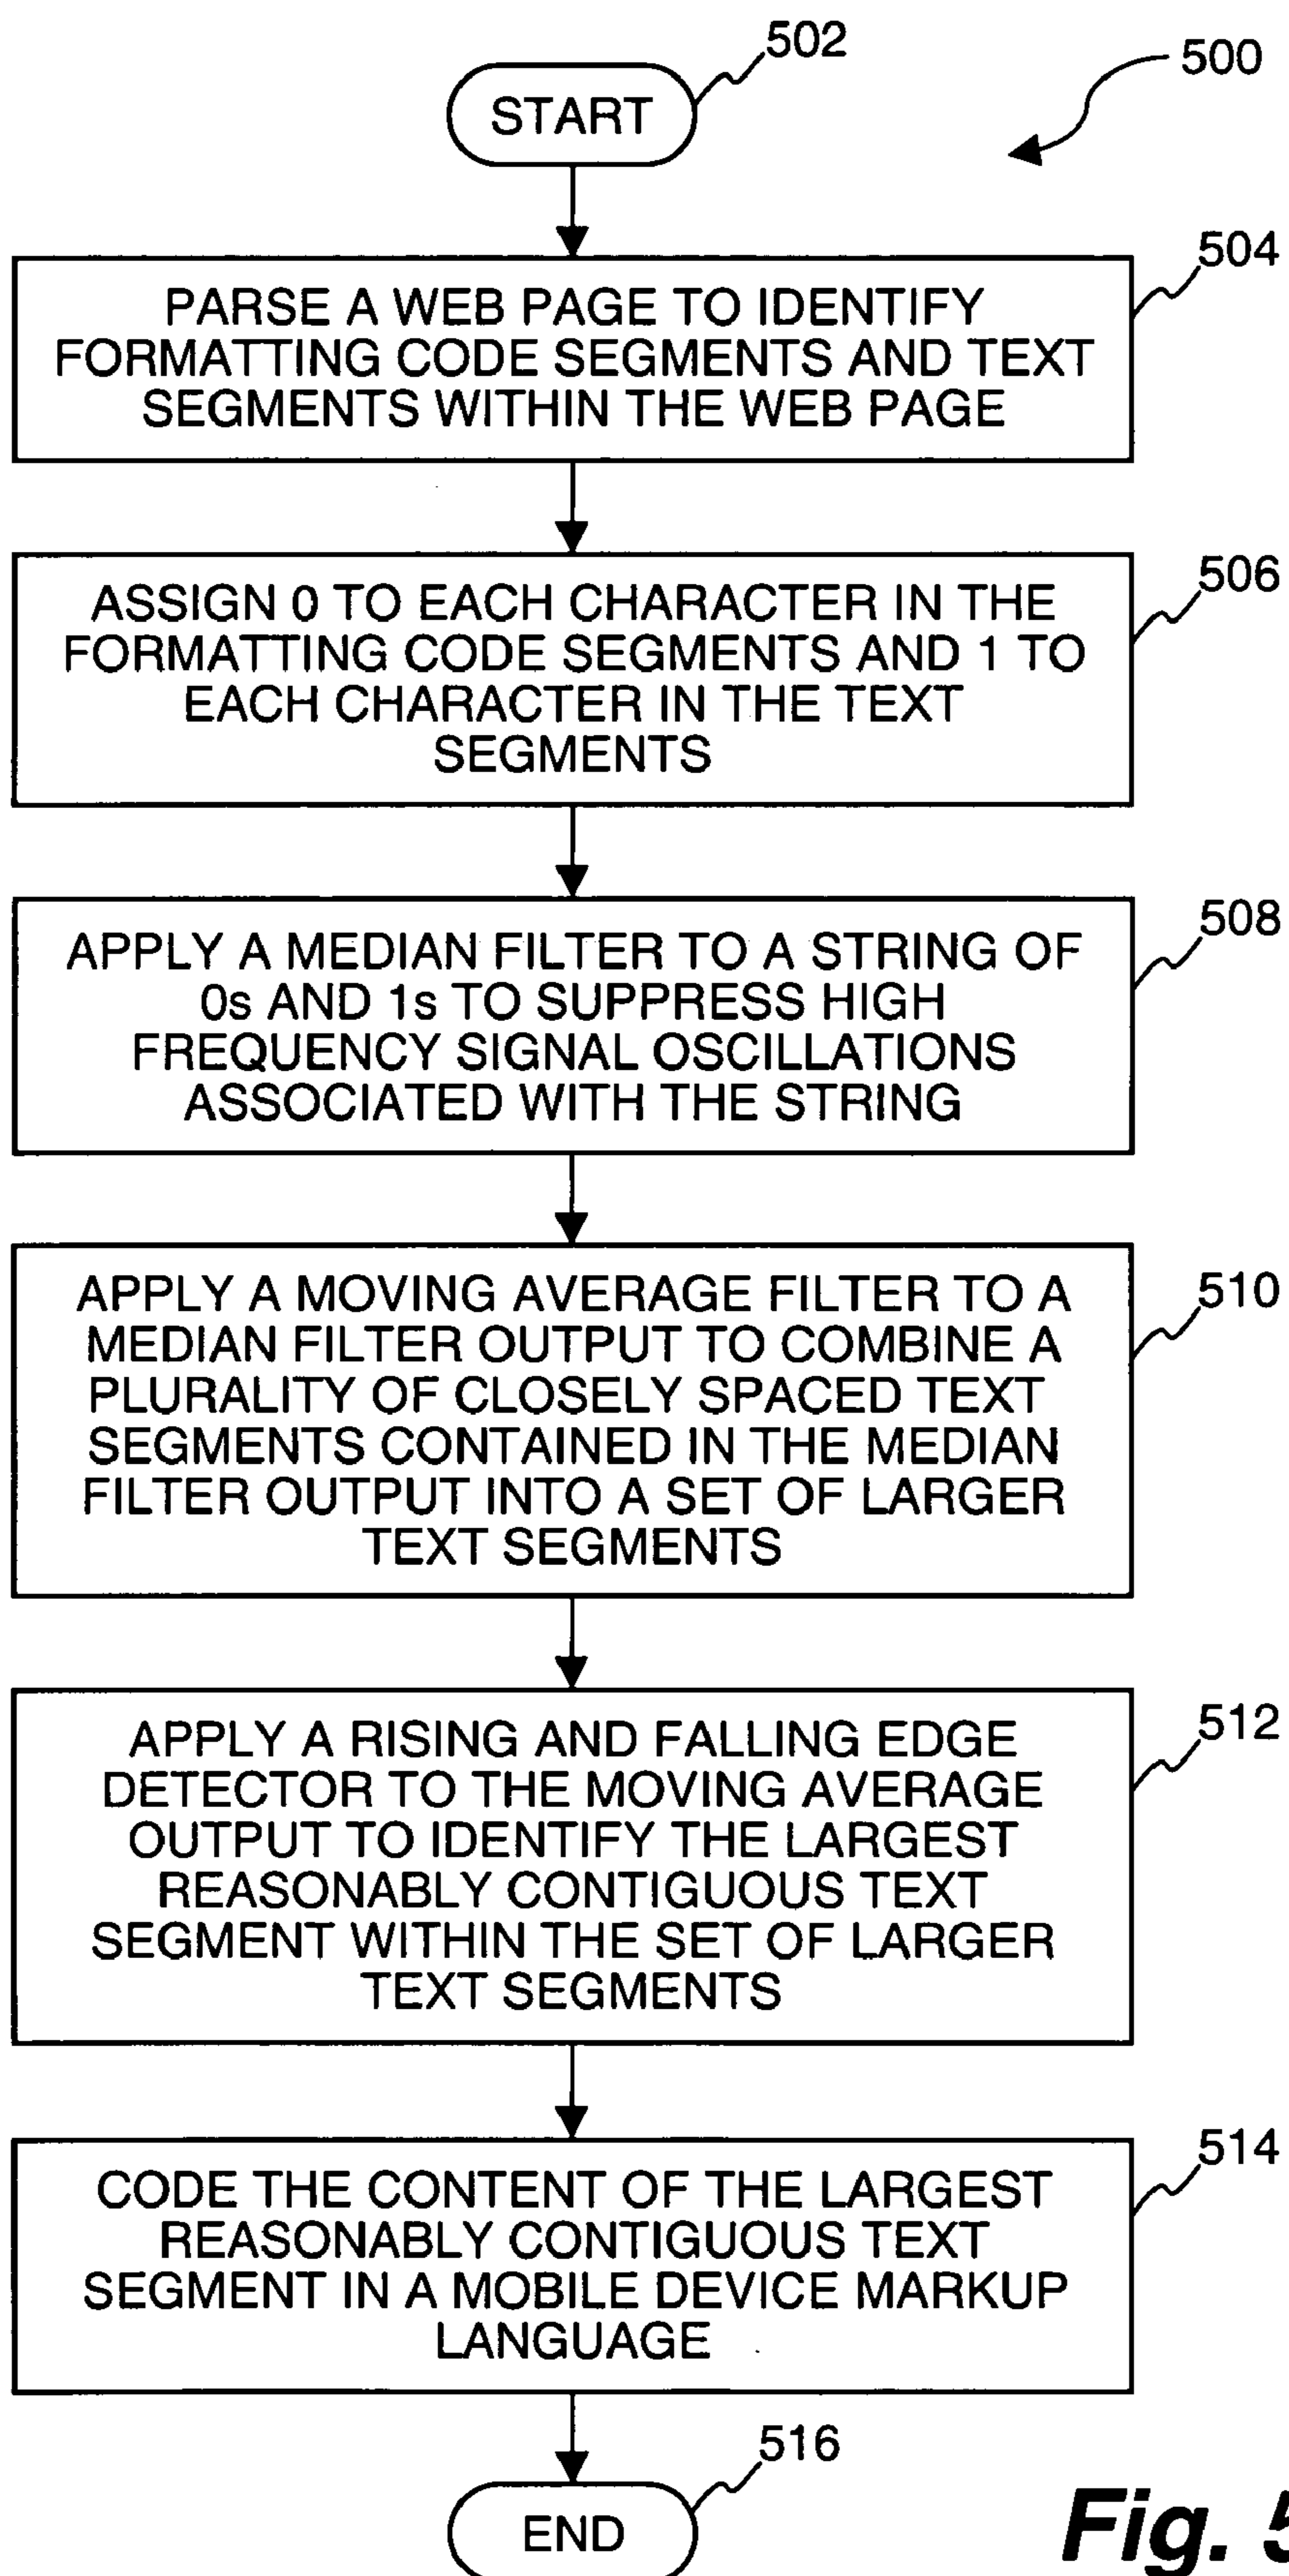 502
500
START
504
PARSE A WEB PAGE TO IDENTIFY
FORMATTING CODE SEGMENTS AND TEXT
SEGMENTS WITHIN THE WEB PAGE
506
ASSIGN 0 TO EACH CHARACTER IN THE
FORMATTING CODE SEGMENTS AND 1 TO
EACH CHARACTER IN THE TEXT
SEGMENTS
508
APPLY A MEDIAN FILTER TO A STRING OF
0s AND 1s TO SUPPRESS HIGH
FREQUENCY SIGNAL OSCILLATIONS
ASSOCIATED WITH THE STRING
510
APPLY A MOVING AVERAGE FILTER TO A
MEDIAN FILTER OUTPUT TO COMBINE A
PLURALITY OF CLOSELY SPACED TEXT
SEGMENTS CONTAINED IN THE MEDIAN
FILTER OUTPUT INTO A SET OF LARGER
TEXT SEGMENTS
512
APPLY A RISING AND FALLING EDGE
DETECTOR TO THE MOVING AVERAGE
OUTPUT TO IDENTIFY THE LARGEST
REASONABLY CONTIGUOUS TEXT
SEGMENT WITHIN THE SET OF LARGER
TEXT SEGMENTS
514
CODE THE CONTENT OF THE LARGEST
REASONABLY CONTIGUOUS TEXT
SEGMENT IN A MOBILE DEVICE MARKUP
LANGUAGE
516
END
Fig. 5